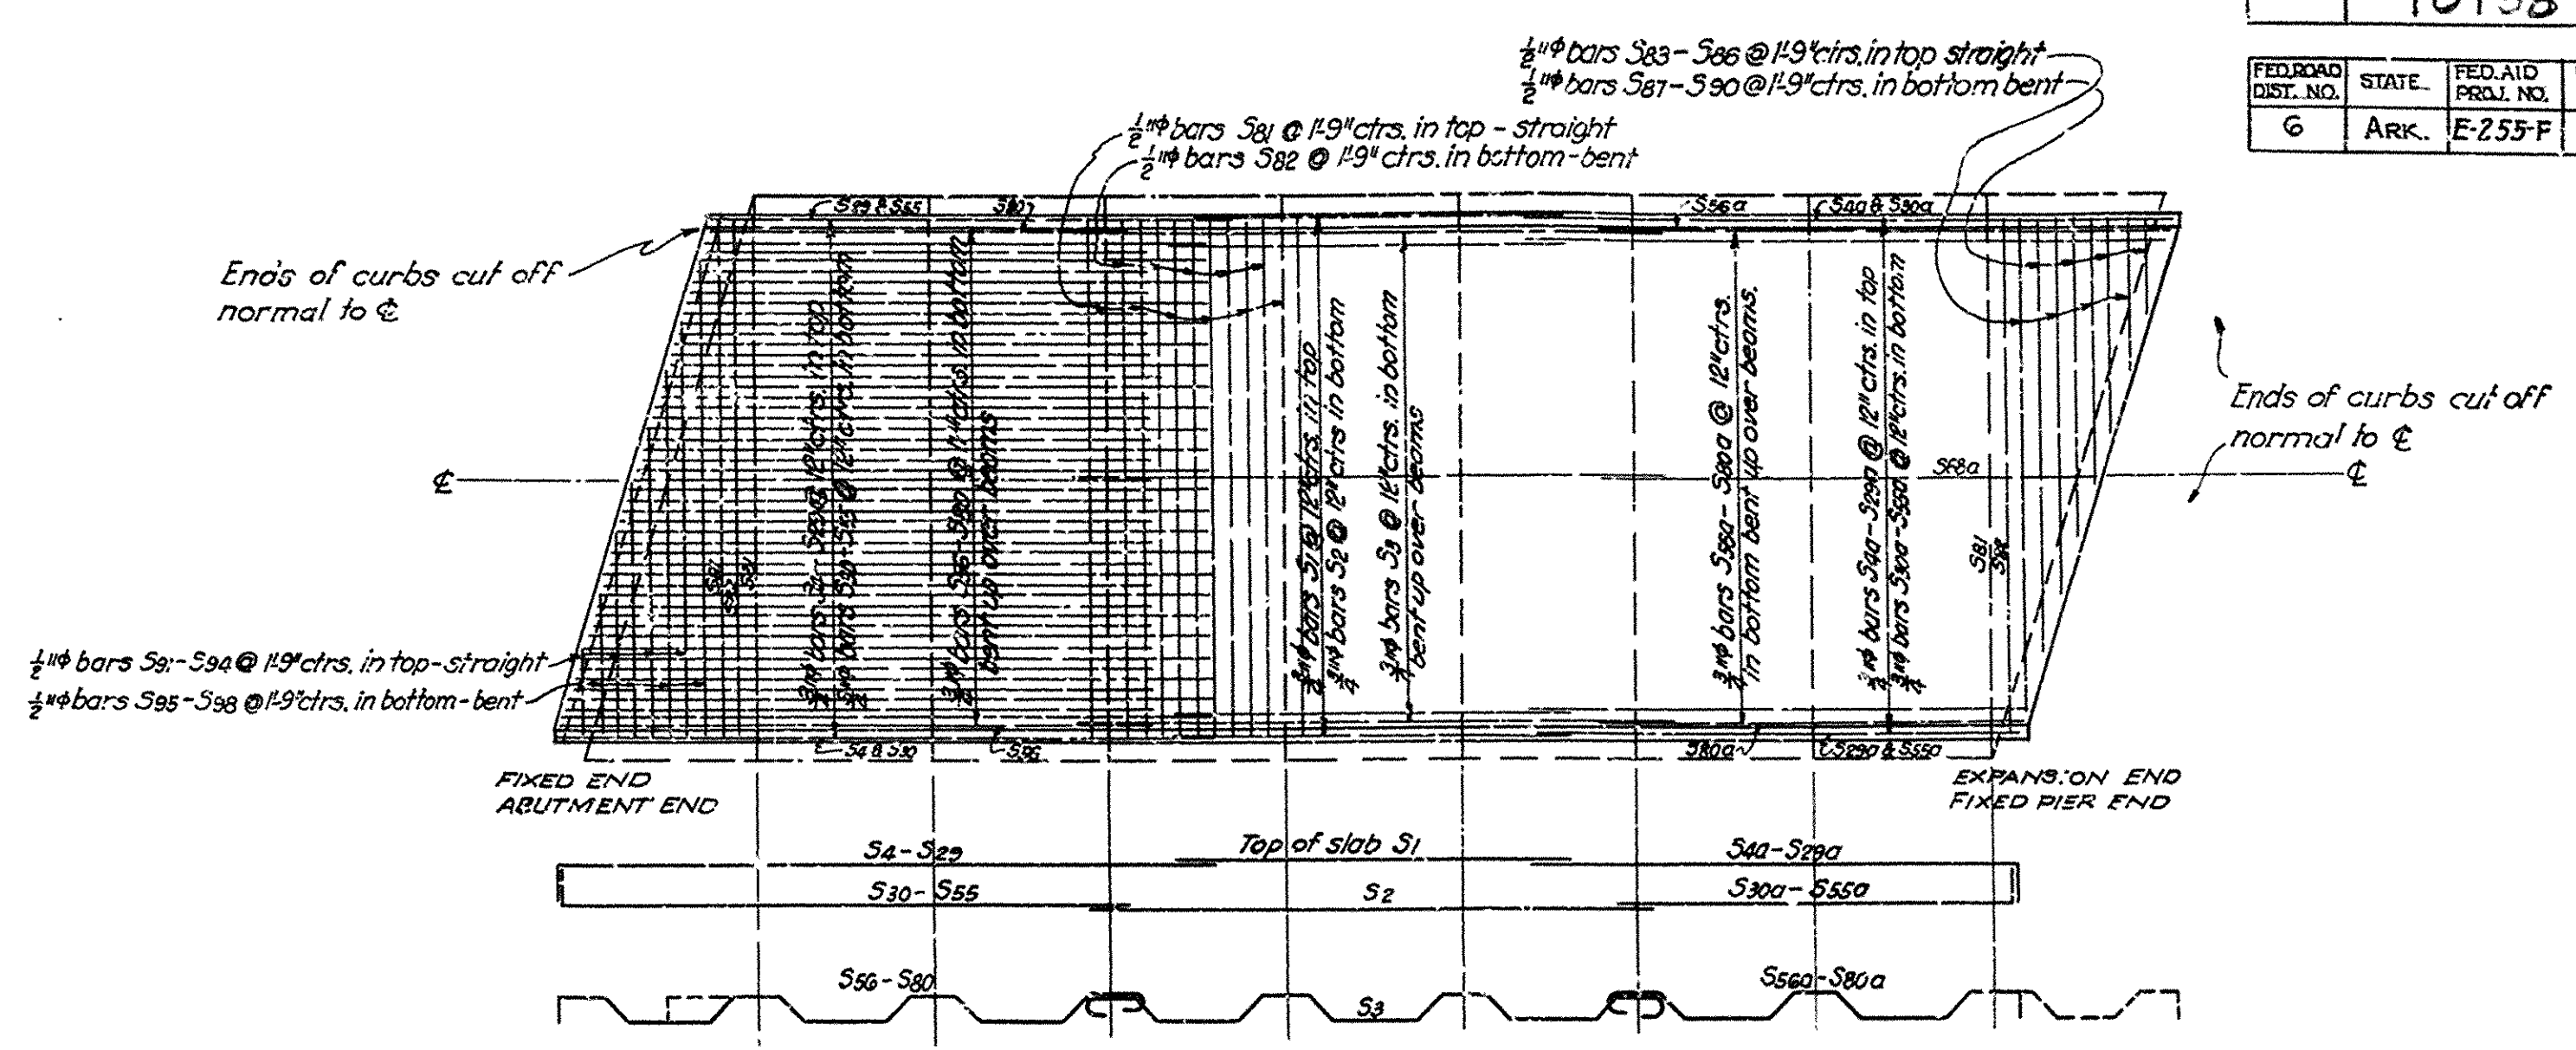 ½"ϕ bars S83-S86 @ 1'-9" ctrs. in top straight
½"ϕ bars S87-S90 @ 1'-9" ctrs. in bottom bent
FED. ROAD DIST. NO.
STATE
FED. AID PROJ. NO.
6
ARK.
E-255-F
½"ϕ bars S81 @ 1'-9" ctrs. in top - straight
½"ϕ bars S82 @ 1'-9" ctrs. in bottom-bent
S56a
S4a & S30a
Ends of curbs cut off
normal to ℄
Ends of curbs cut off
normal to ℄
¾"ϕ bars S1 @ 12" ctrs. in top
¾"ϕ bars S2 @ 12" ctrs in bottom
¾"ϕ bars S3 @ 12" ctrs. in bottom
bent up over beams
¾"ϕ bars S56a-S80a @ 12" ctrs.
in bottom bent up over beams.
¾"ϕ bars S4a-S29a @ 12" ctrs. in top
¾"ϕ bars S30a-S55a @ 12" ctrs. in bottom
bent up over beams
℄
℄
S68a
S81
½"ϕ bars S91-S94 @ 1'-9" ctrs. in top-straight
½"ϕ bars S95-S98 @ 1'-9" ctrs. in bottom-bent
S4 & S30
S80a
S29a & S55a
FIXED END
ABUTMENT END
EXPANSION END
FIXED PIER END
S4-S29
Top of slab S1
S4a-S29a
S30-S55
S2
S30a-S55a
S56-S80
S3
S56a-S80a